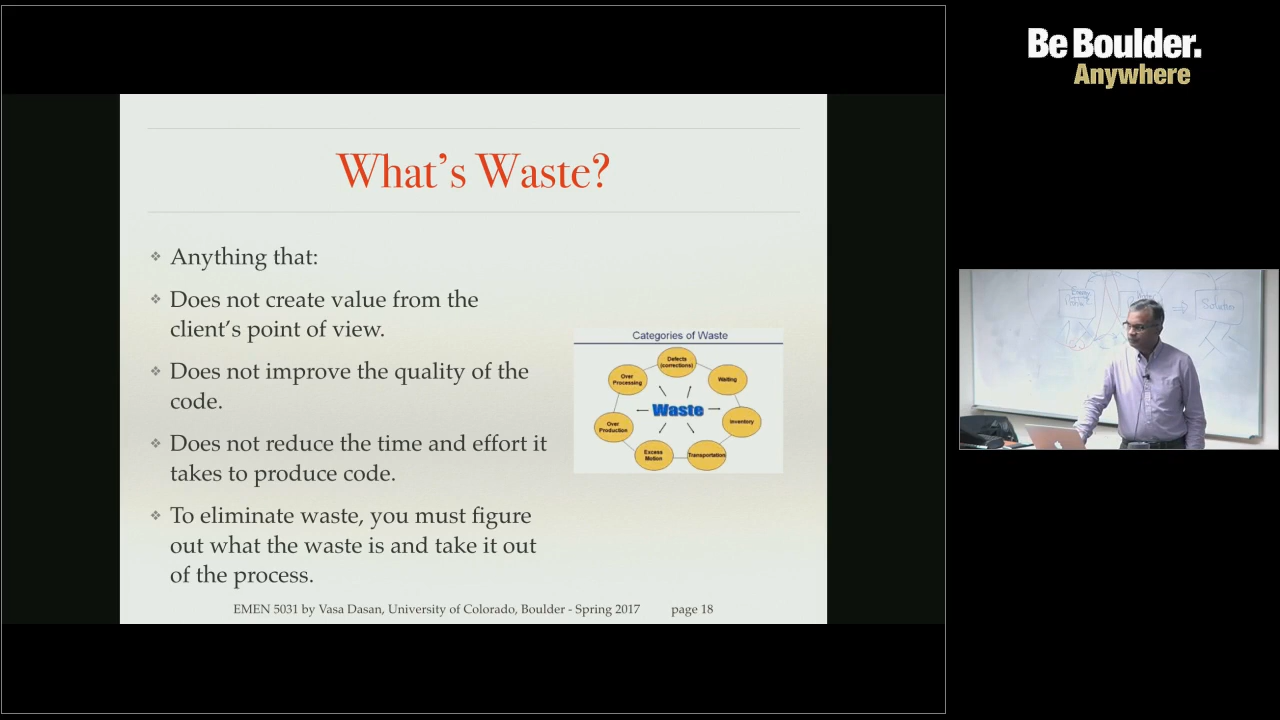 Be Boulder.
Anywhere
What's Waste?
Anything that:
Does not create value from the
client's point of view.
Does not improve the quality of the
code.
Does not reduce the time and effort it
takes to produce code.
To eliminate waste, you must figure
out what the waste is and take it out
of the process.
Categories of Waste
Defects
(corrections)
Over
Processing
Waiting
Waste
Inventory
Over
Production
Excess
Motion
Transportation
EMEN 5031 by Vasa Dasan, University of Colorado, Boulder - Spring 2017 page 18
Solution